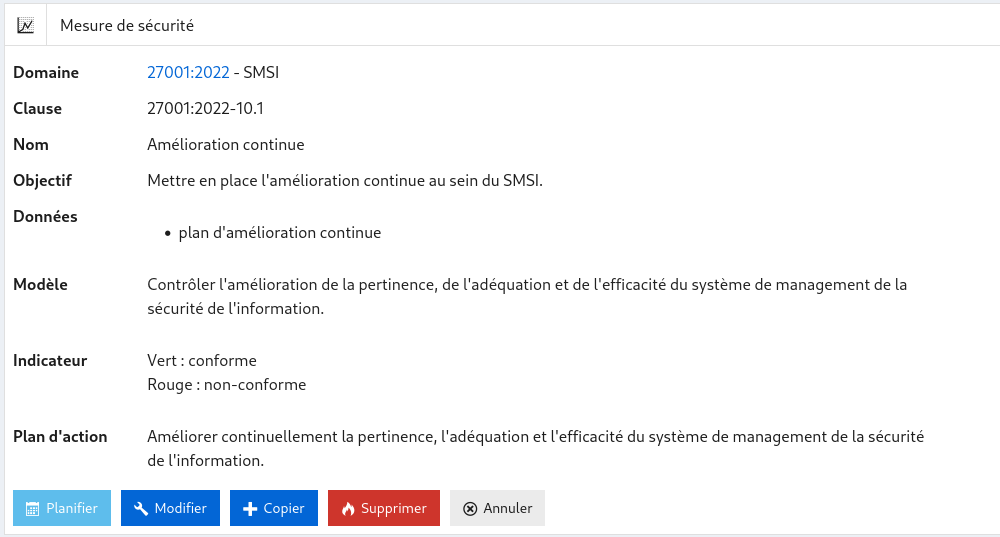 Mesure de sécurité
Domaine 27001:2022 - SMSI
Clause 27001:2022-10.1
Nom Amélioration continue
Objectif Mettre en place l'amélioration continue au sein du SMSI.
Données
• plan d'amélioration continue
Modèle Contrôler l'amélioration de la pertinence, de l'adéquation et de l'efficacité du système de management de la
sécurité de l'information.
Indicateur Vert : conforme
Rouge : non-conforme
Plan d'action Améliorer continuellement la pertinence, l'adéquation et l'efficacité du système de management de la sécurité
de l'information.
Planifier Modifier Copier Supprimer Annuler